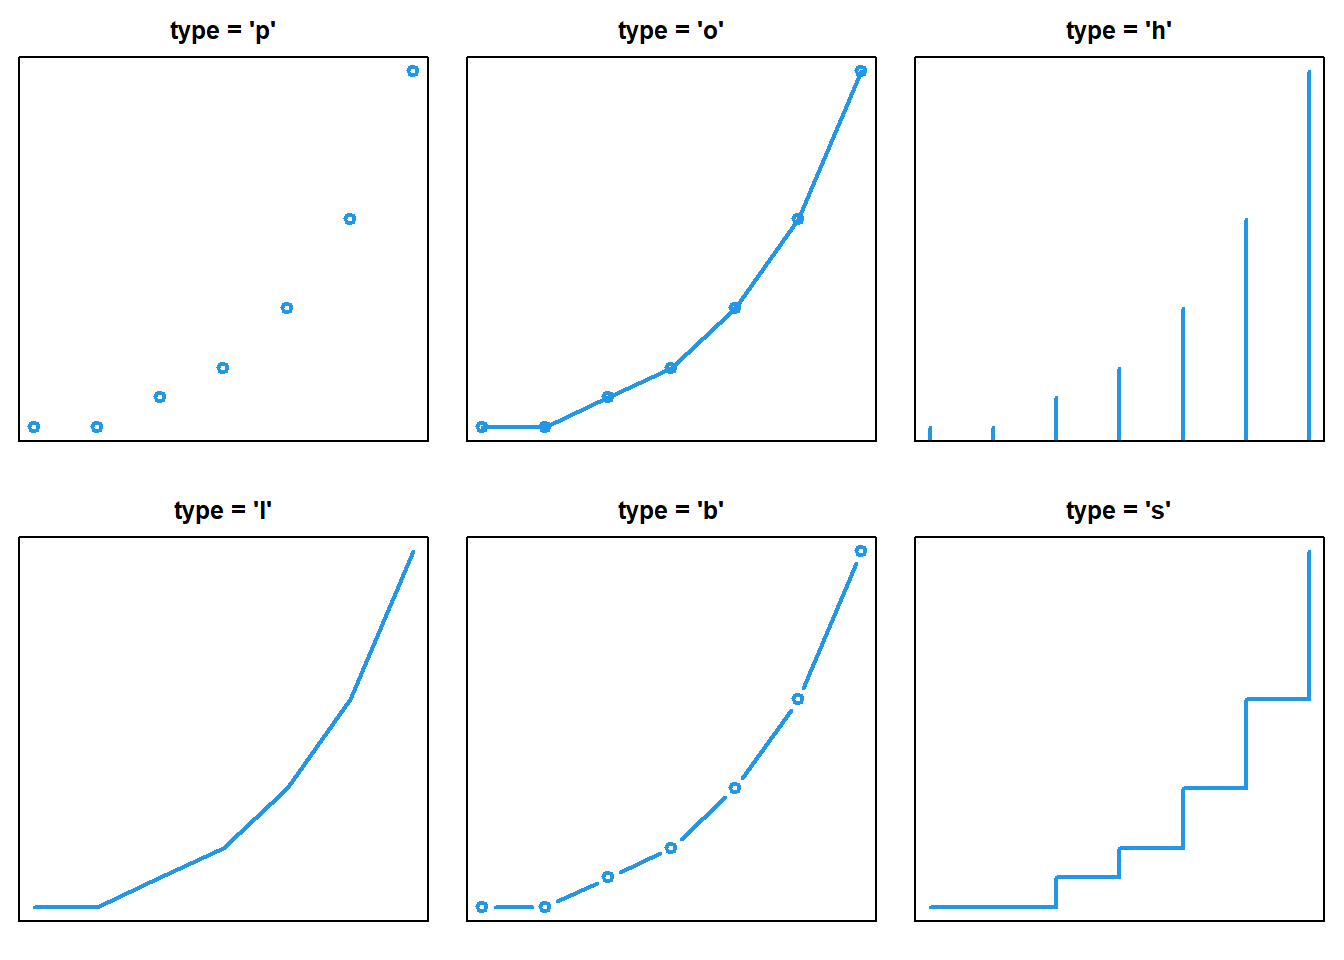 type = 'p'
type = 'o'
type = 'h'
type = 'l'
type = 'b'
type = 's'